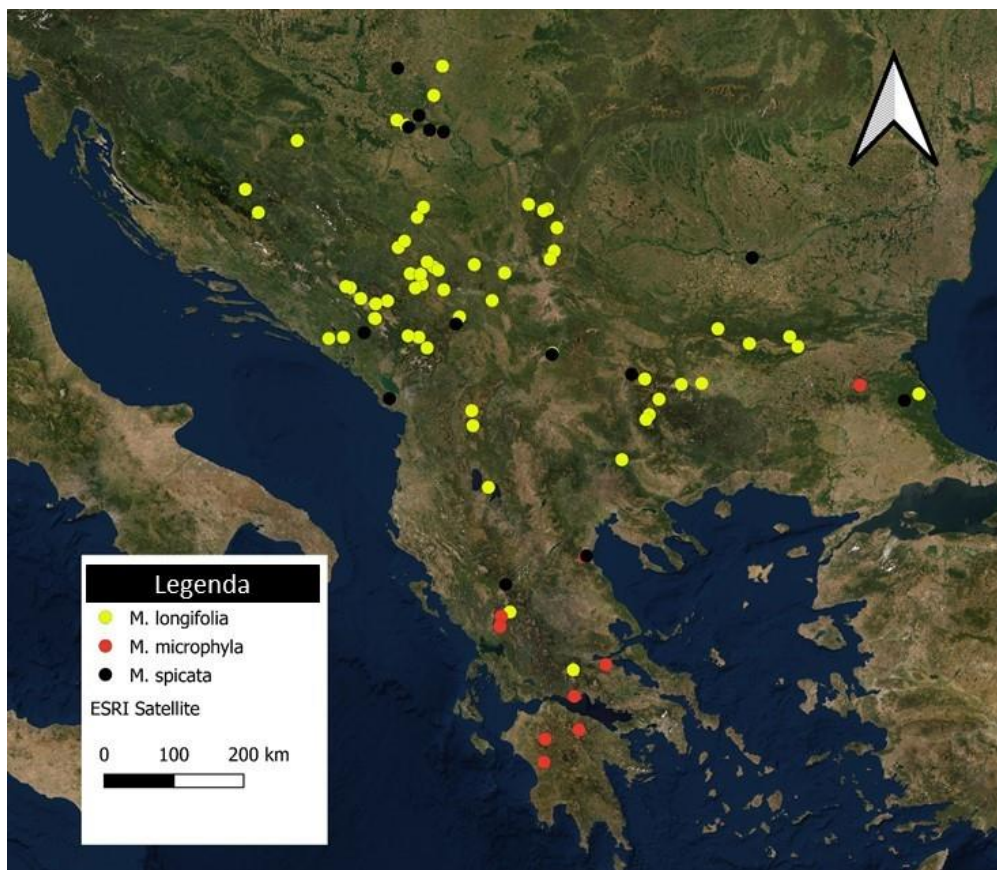 Legenda
M. longifolia
M. microphyla
M. spicata
ESRI Satellite
0 100 200 km